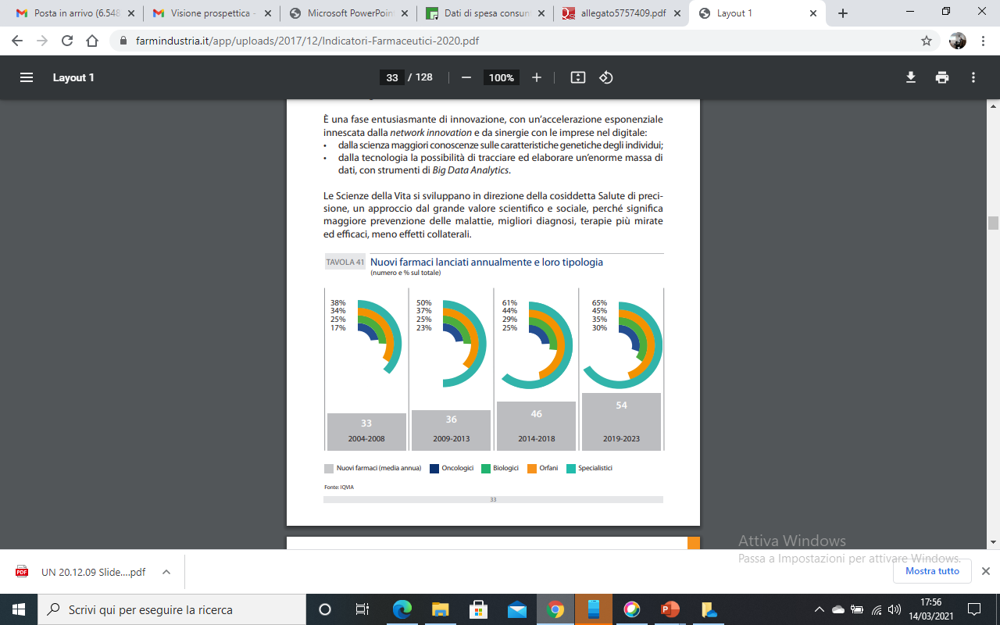 Posta in arrivo (6.548
Visione prospettica -
Microsoft PowerPoin
Dati di spesa consun
allegato5757409.pdf
Layout 1
farmindustria.it/app/uploads/2017/12/Indicatori-Farmaceutici-2020.pdf
Layout 1
33 / 128
100%
È una fase entusiasmante di innovazione, con un'accelerazione esponenziale
innescata dalla network innovation e da sinergie con le imprese nel digitale:
• dalla scienza maggiori conoscenze sulle caratteristiche genetiche degli individui;
• dalla tecnologia la possibilità di tracciare ed elaborare un'enorme massa di
dati, con strumenti di Big Data Analytics.
Le Scienze della Vita si sviluppano in direzione della cosiddetta Salute di preci-
sione, un approccio dal grande valore scientifico e sociale, perché significa
maggiore prevenzione delle malattie, migliori diagnosi, terapie più mirate
ed efficaci, meno effetti collaterali.
TAVOLA 41 Nuovi farmaci lanciati annualmente e loro tipologia
(numero e % sul totale)
38%
34%
25%
17%
50%
37%
25%
23%
61%
44%
29%
25%
65%
45%
35%
30%
33
2004-2008
36
2009-2013
46
2014-2018
54
2019-2023
Nuovi farmaci (media annua) Oncologici Biologici Orfani Specialistici
Fonte: IQVIA
33
Attiva Windows
Passa a Impostazioni per attivare Windows.
PDF
UN 20.12.09 Slide....pdf
Mostra tutto
Scrivi qui per eseguire la ricerca
17:56
14/03/2021